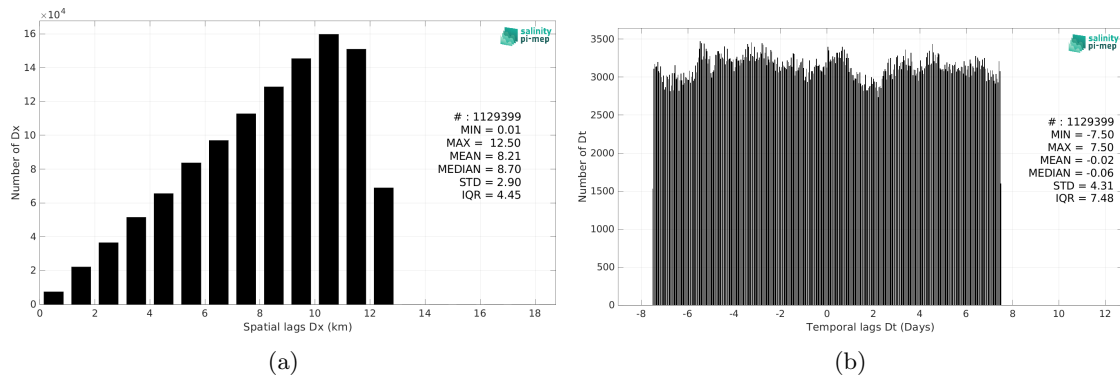 ×10⁴
16
14
12
10
8
6
4
2
0
Number of Dx
0 2 4 6 8 10 12 14 16 18
Spatial lags Dx (km)
salinity
pi-mep
# : 1129399
MIN = 0.01
MAX = 12.50
MEAN = 8.21
MEDIAN = 8.70
STD = 2.90
IQR = 4.45
(a)
3500
3000
2500
2000
1500
1000
500
0
Number of Dt
-8 -6 -4 -2 0 2 4 6 8 10 12
Temporal lags Dt (Days)
salinity
pi-mep
# : 1129399
MIN = -7.50
MAX = 7.50
MEAN = -0.02
MEDIAN = -0.06
STD = 4.31
IQR = 7.48
(b)